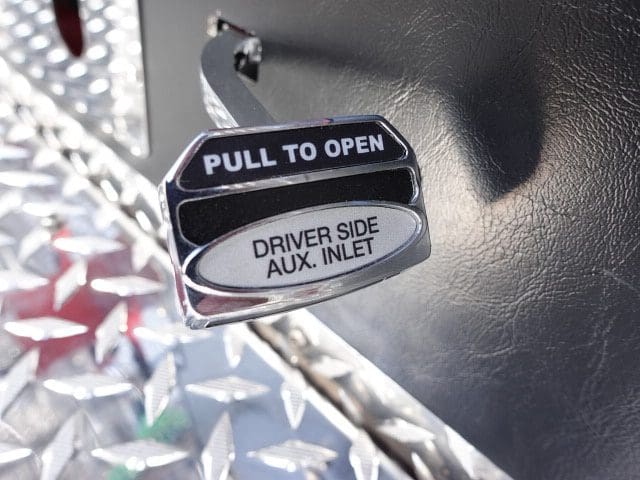 PULL TO OPEN
DRIVER SIDE
AUX. INLET